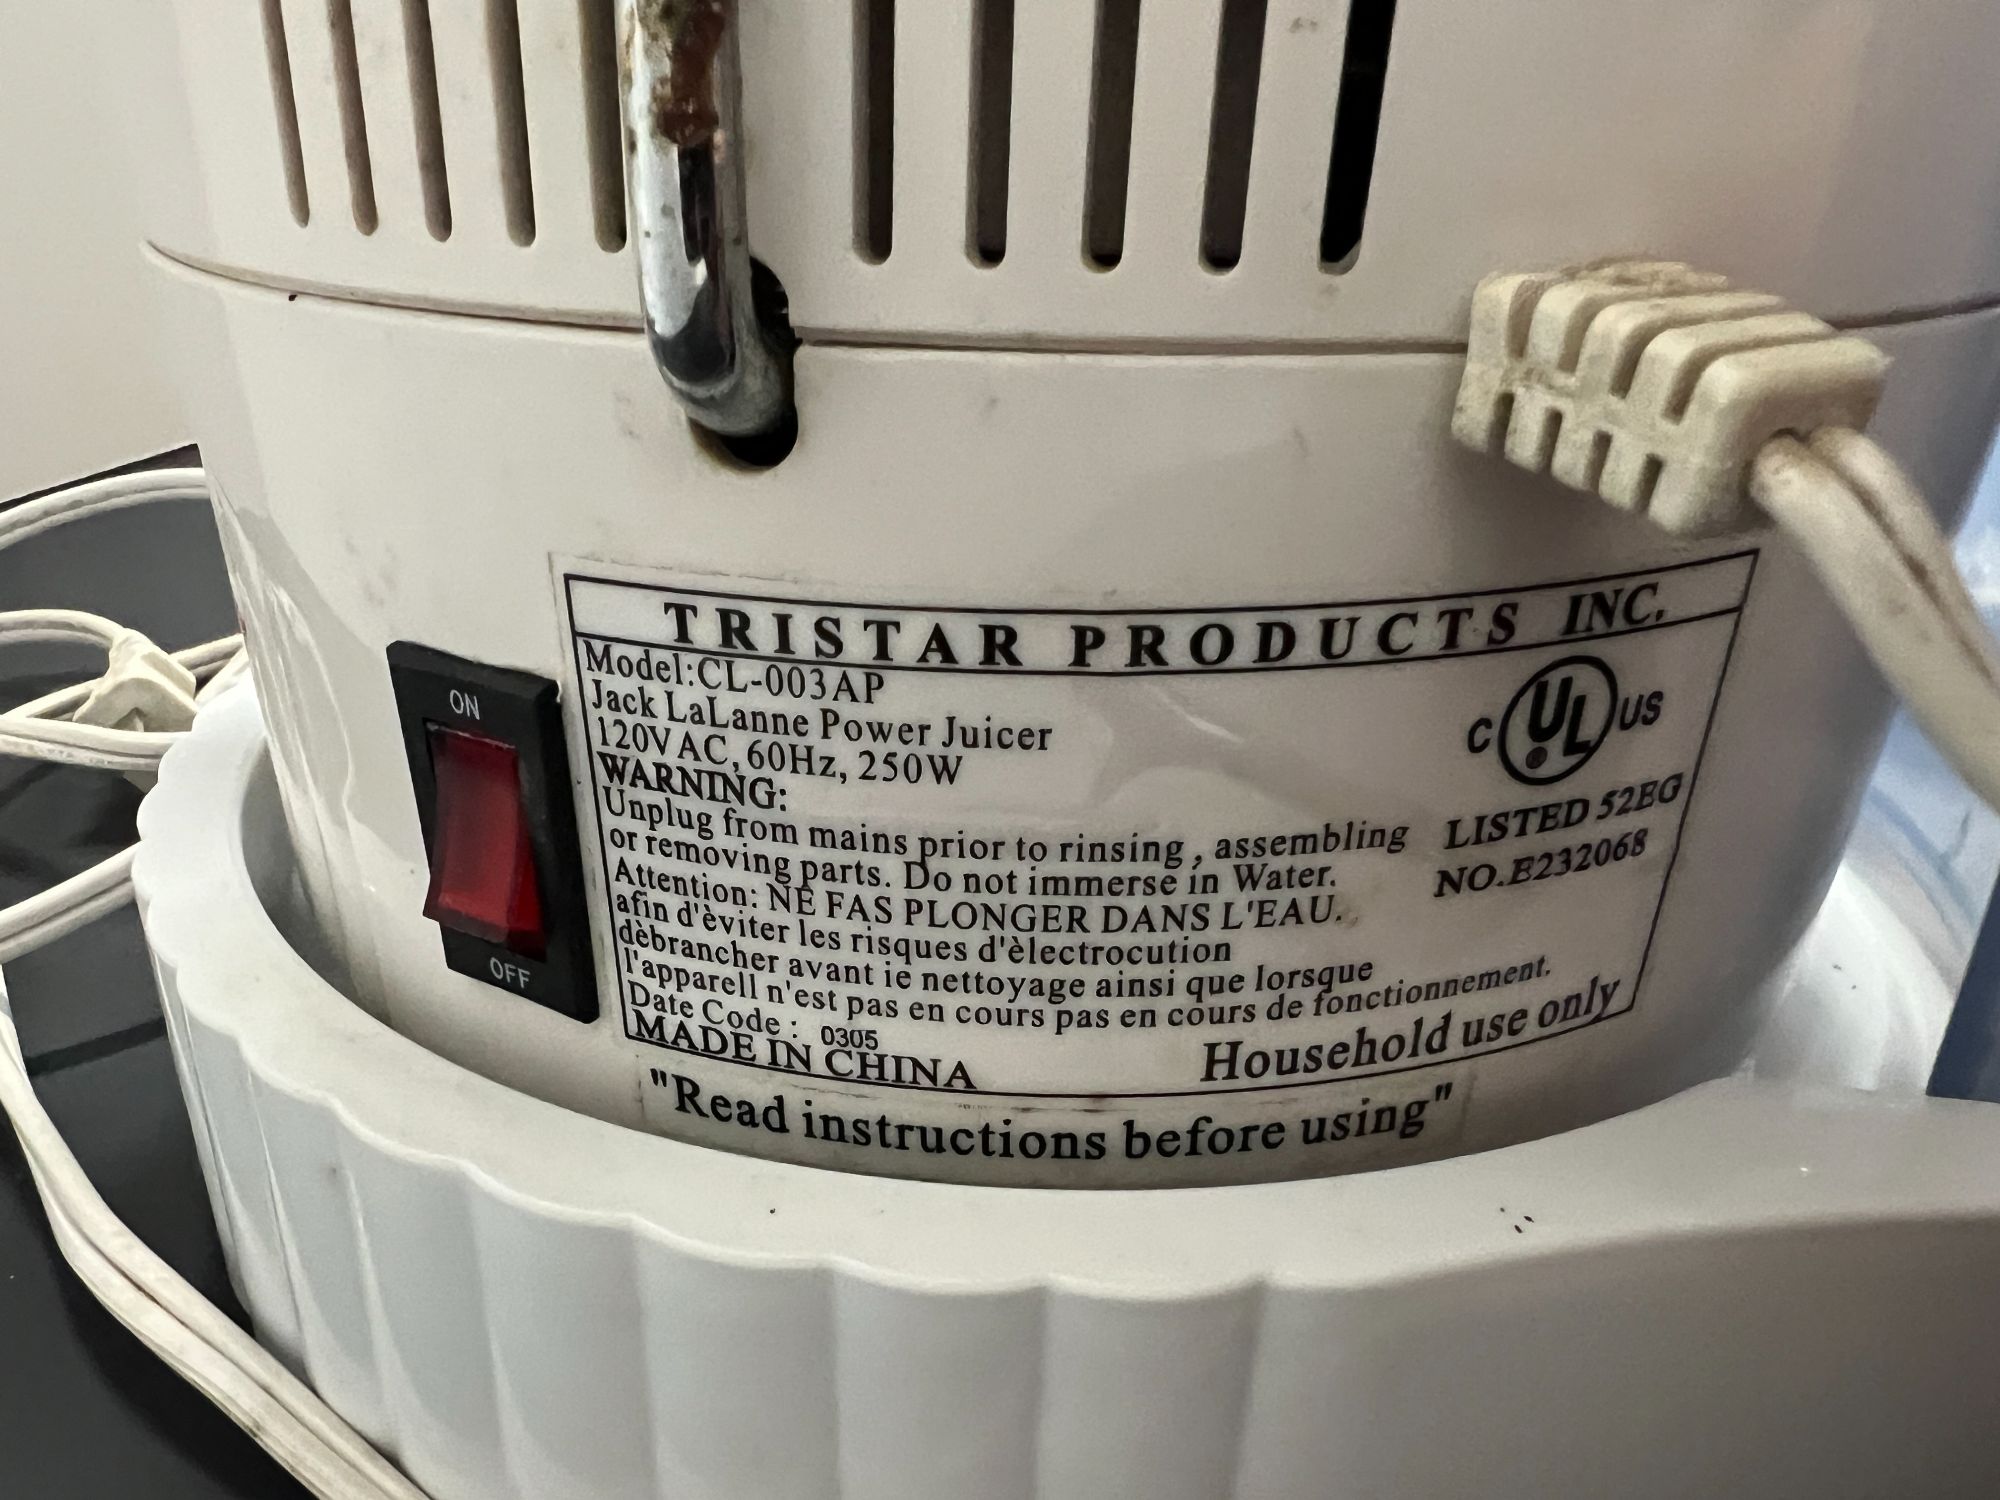 TRISTAR PRODUCTS INC.
Model:CL-003AP
Jack LaLanne Power Juicer
120VAC, 60Hz, 250W
WARNING:
Unplug from mains prior to rinsing, assembling
or removing parts. Do not immerse in Water.
Attention: NE FAS PLONGER DANS L'EAU.
afin d'èviter les risques d'èlectrocution
dèbrancher avant ie nettoyage ainsi que lorsque
l'apparell n'est pas en cours pas en cours de fonctionnement.
Date Code: 0305
MADE IN CHINA
Household use only
C UL US
LISTED 52EG
NO.E232068
"Read instructions before using"
ON
OFF